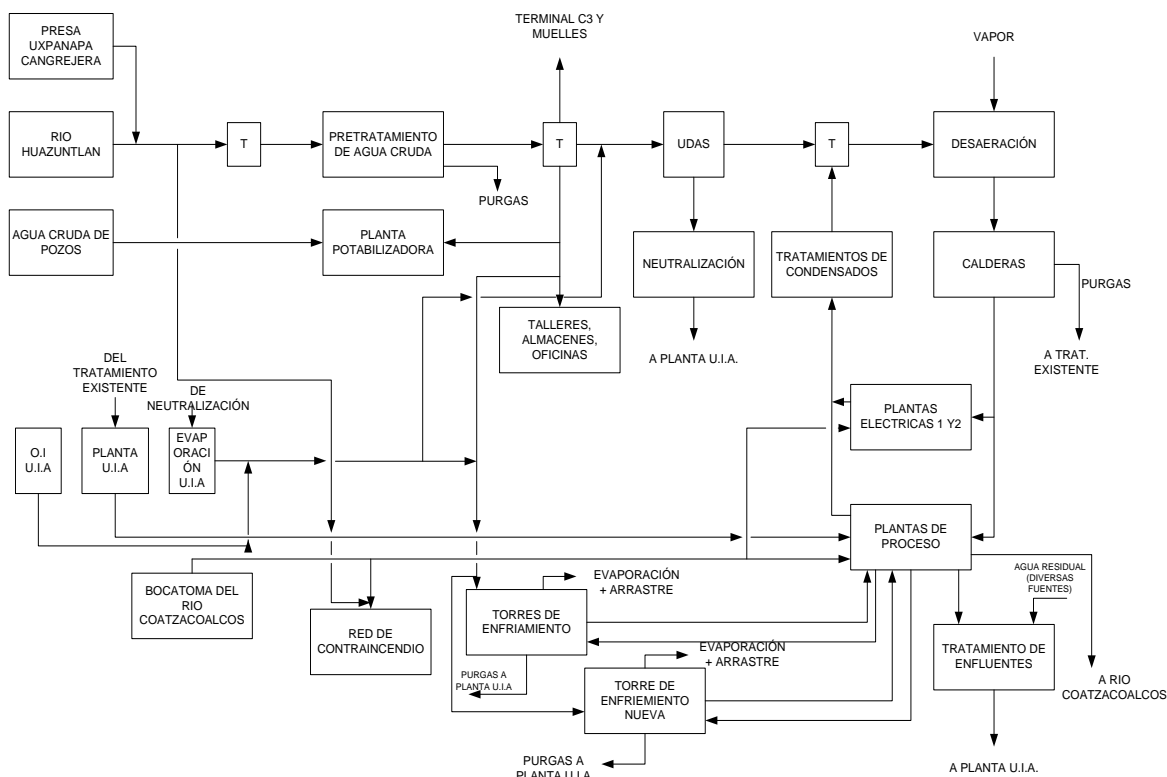 TERMINAL C3 Y
MUELLES
PRESA
UXPANAPA
CANGREJERA
VAPOR
RIO
HUAZUNTLAN
T
PRETRATAMIENTO
DE AGUA CRUDA
T
UDAS
T
DESAERACIÓN
PURGAS
AGUA CRUDA DE
POZOS
PLANTA
POTABILIZADORA
NEUTRALIZACIÓN
TRATAMIENTOS DE
CONDENSADOS
CALDERAS
PURGAS
TALLERES,
ALMACENES,
OFICINAS
A PLANTA U.I.A.
A TRAT.
EXISTENTE
DEL
TRATAMIENTO
EXISTENTE
DE
NEUTRALIZACIÓN
PLANTAS
ELECTRICAS 1 Y2
O.I
U.I.A
PLANTA
U.I.A
EVAP
ORACI
ÓN
U.I.A
PLANTAS DE
PROCESO
BOCATOMA DEL
RIO
COATZACOALCOS
RED DE
CONTRAINCENDIO
EVAPORACIÓN
+ ARRASTRE
TORRES DE
ENFRIAMIENTO
AGUA RESIDUAL
(DIVERSAS
FUENTES)
TRATAMIENTO DE
ENFLUENTES
EVAPORACIÓN
+ ARRASTRE
PURGAS A
PLANTA U.I.A
TORRE DE
ENFRIEMIENTO
NUEVA
A RIO
COATZACOALCOS
PURGAS A
PLANTA U.I.A
A PLANTA U.I.A.